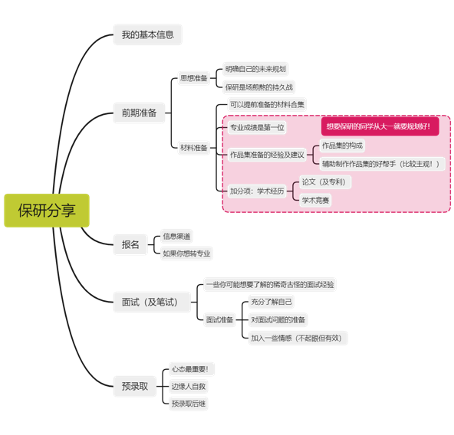 保研分享
我的基本信息
前期准备
思想准备
明确自己的未来规划
保研是场煎熬的持久战
材料准备
可以提前准备的材料合集
专业成绩是第一位
想要保研的同学从大一就要规划好！
作品集准备的经验及建议
作品集的构成
辅助制作作品集的好帮手（比较主观！）
加分项：学术经历
论文（及专利）
学术竞赛
报名
信息渠道
如果你想转专业
面试（及笔试）
一些你可能想要了解的稀奇古怪的面试经验
面试准备
充分了解自己
对面试问题的准备
加入一些情感（不起眼但有效）
预录取
心态最重要！
边缘人自救
预录取后继